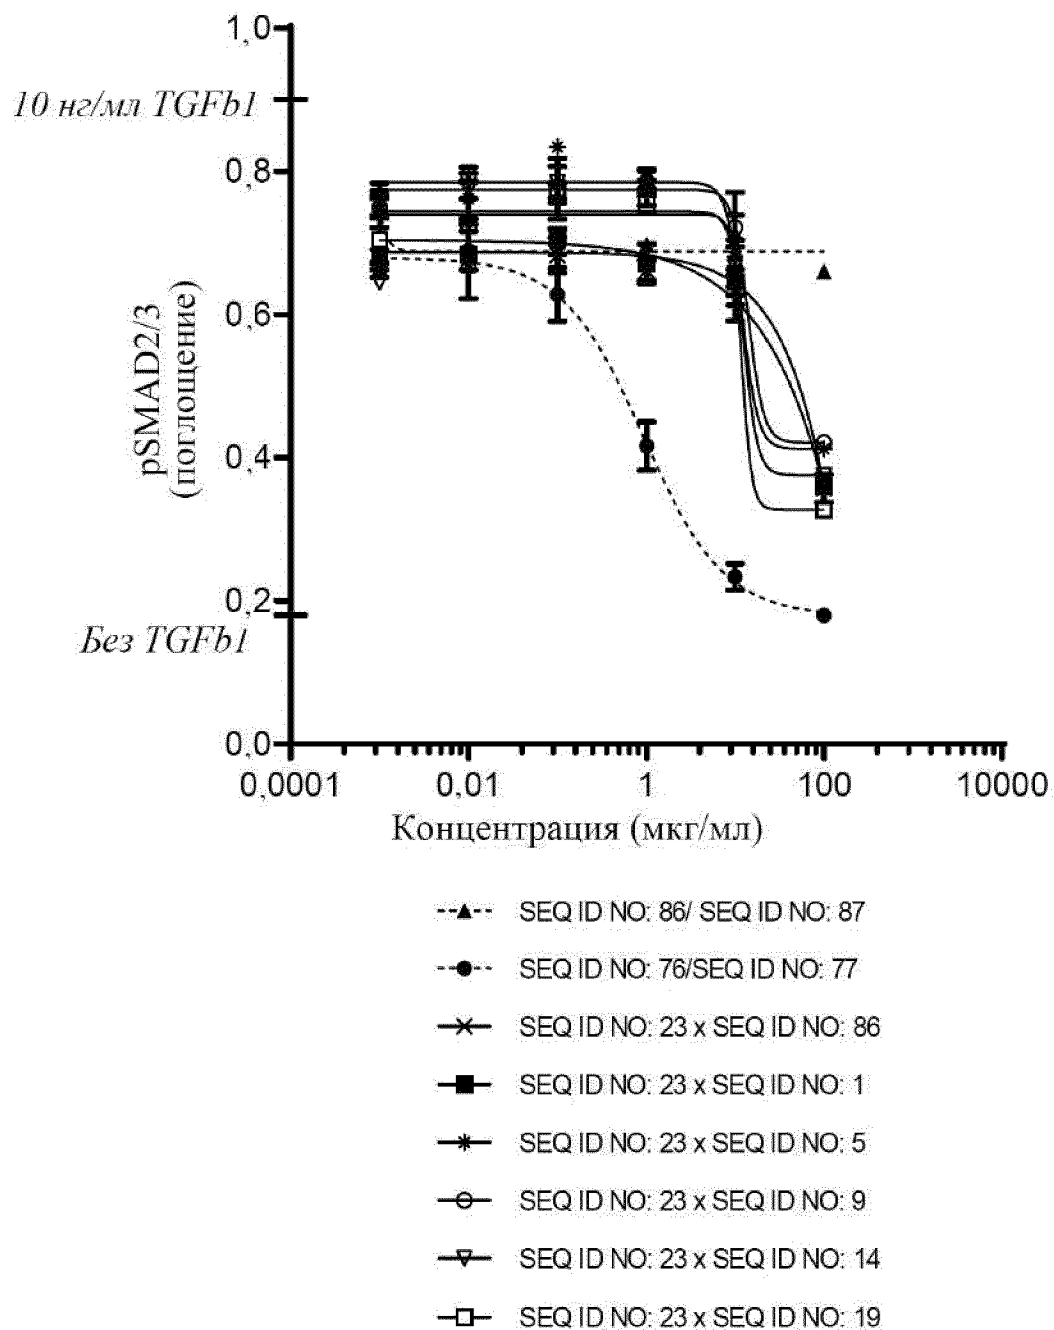 1,0
10 нг/мл TGFb1
0,8
0,6
pSMAD2/3
(поглощение)
0,4
0,2
Без TGFb1
0,0
0,0001 0,01 1 100 10000
Концентрация (мкг/мл)
SEQ ID NO: 86/ SEQ ID NO: 87
SEQ ID NO: 76/SEQ ID NO: 77
SEQ ID NO: 23 x SEQ ID NO: 86
SEQ ID NO: 23 x SEQ ID NO: 1
SEQ ID NO: 23 x SEQ ID NO: 5
SEQ ID NO: 23 x SEQ ID NO: 9
SEQ ID NO: 23 x SEQ ID NO: 14
SEQ ID NO: 23 x SEQ ID NO: 19